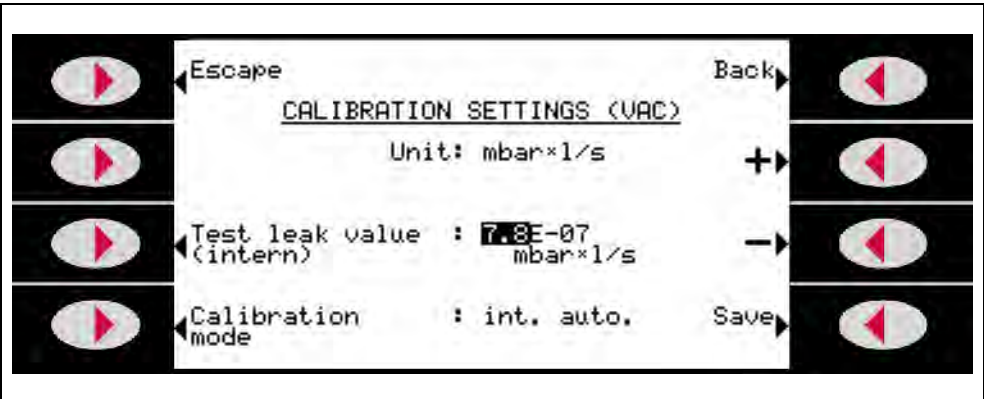 Escape Back
CALIBRATION SETTINGS (VAC)
Unit: mbar×l/s
+
Test leak value : 7.8E-07
(intern) mbar×l/s
−
Calibration : int. auto. Save
mode